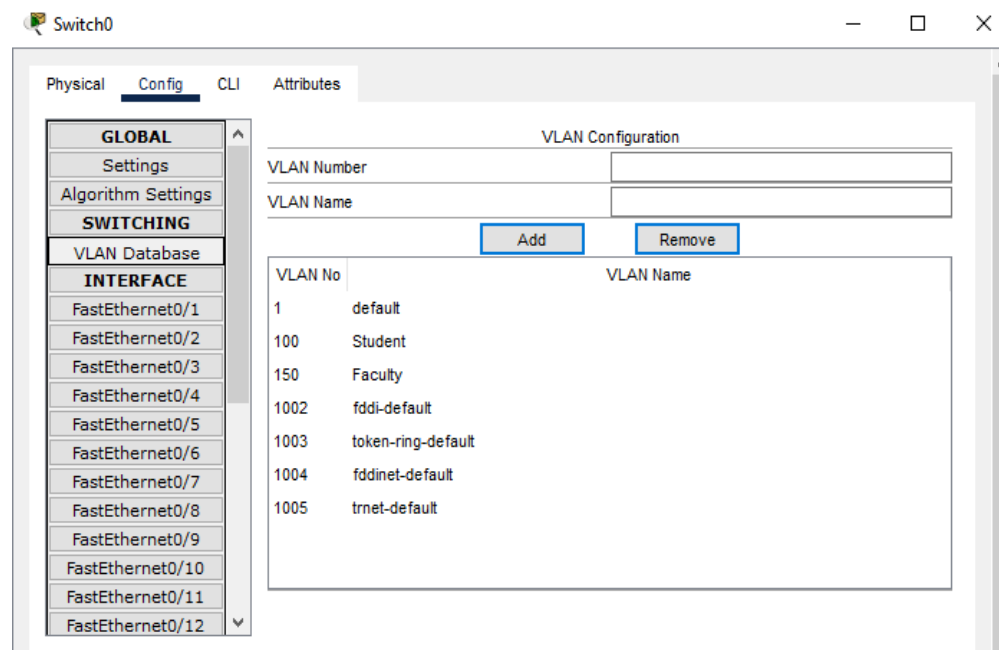 Switch0
Physical Config CLI Attributes
GLOBAL
Settings
Algorithm Settings
SWITCHING
VLAN Database
INTERFACE
FastEthernet0/1
FastEthernet0/2
FastEthernet0/3
FastEthernet0/4
FastEthernet0/5
FastEthernet0/6
FastEthernet0/7
FastEthernet0/8
FastEthernet0/9
FastEthernet0/10
FastEthernet0/11
FastEthernet0/12
VLAN Configuration
VLAN Number
VLAN Name
Add Remove
VLAN No VLAN Name
1 default
100 Student
150 Faculty
1002 fddi-default
1003 token-ring-default
1004 fddinet-default
1005 trnet-default